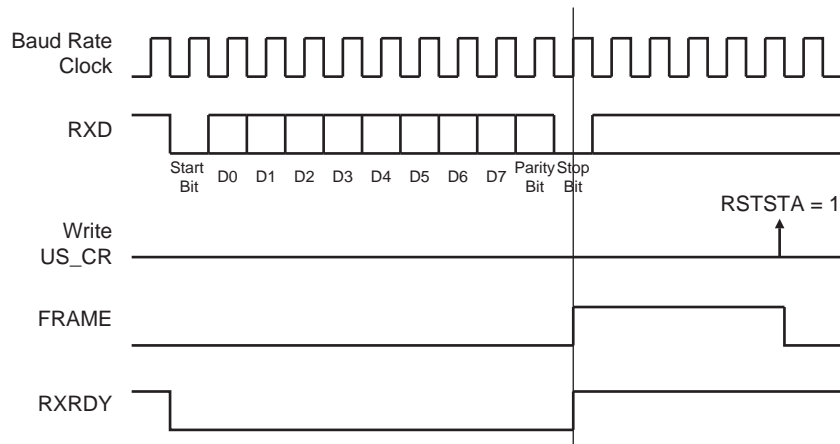 Baud Rate
Clock
RXD
Start
Bit
D0 D1 D2 D3 D4 D5 D6 D7
Parity
Bit
Stop
Bit
RSTSTA = 1
Write
US_CR
FRAME
RXRDY